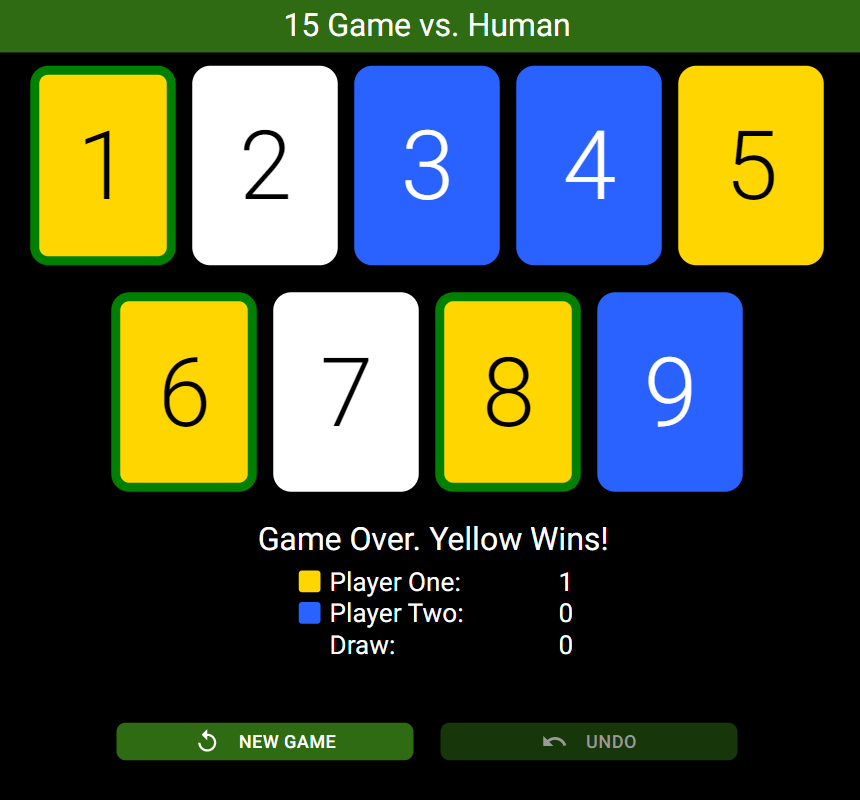 15 Game vs. Human
1 2 3 4 5
6 7 8 9
Game Over. Yellow Wins!
Player One: 1
Player Two: 0
Draw: 0
NEW GAME UNDO